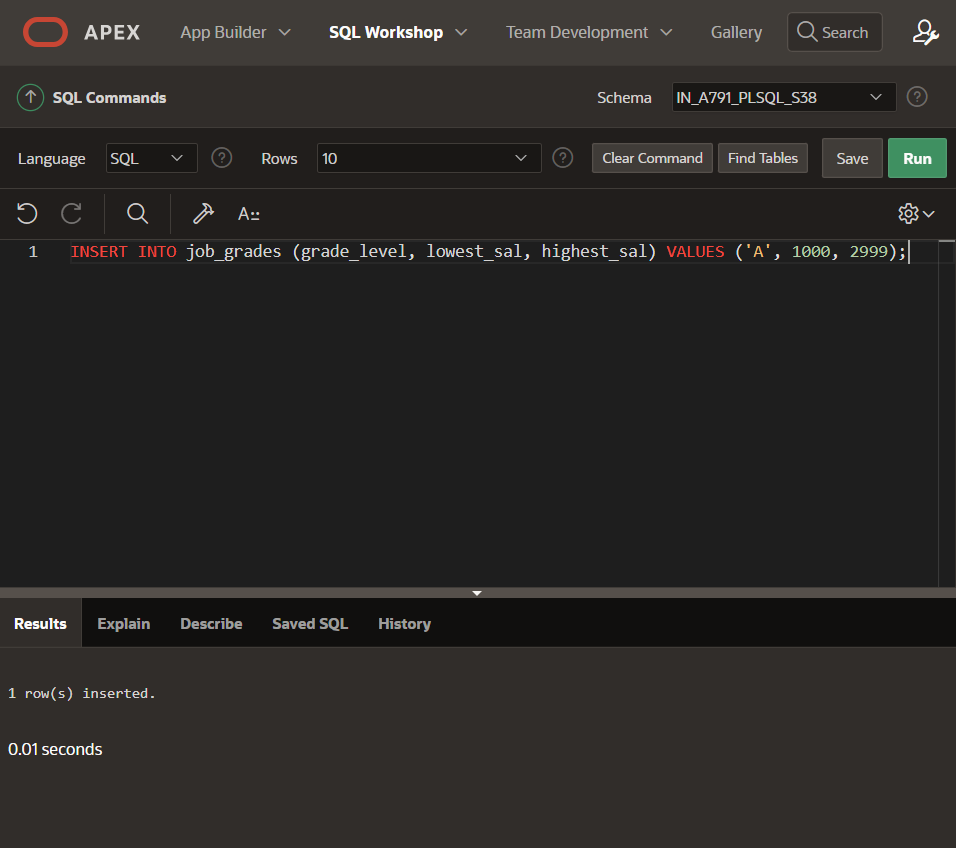 APEX App Builder SQL Workshop Team Development Gallery Search
SQL Commands Schema IN_A791_PLSQL_S38 ?
Language SQL ? Rows 10 ? Clear Command Find Tables Save Run
A::
1 INSERT INTO job_grades (grade_level, lowest_sal, highest_sal) VALUES ('A', 1000, 2999);
Results Explain Describe Saved SQL History
1 row(s) inserted.
0.01 seconds